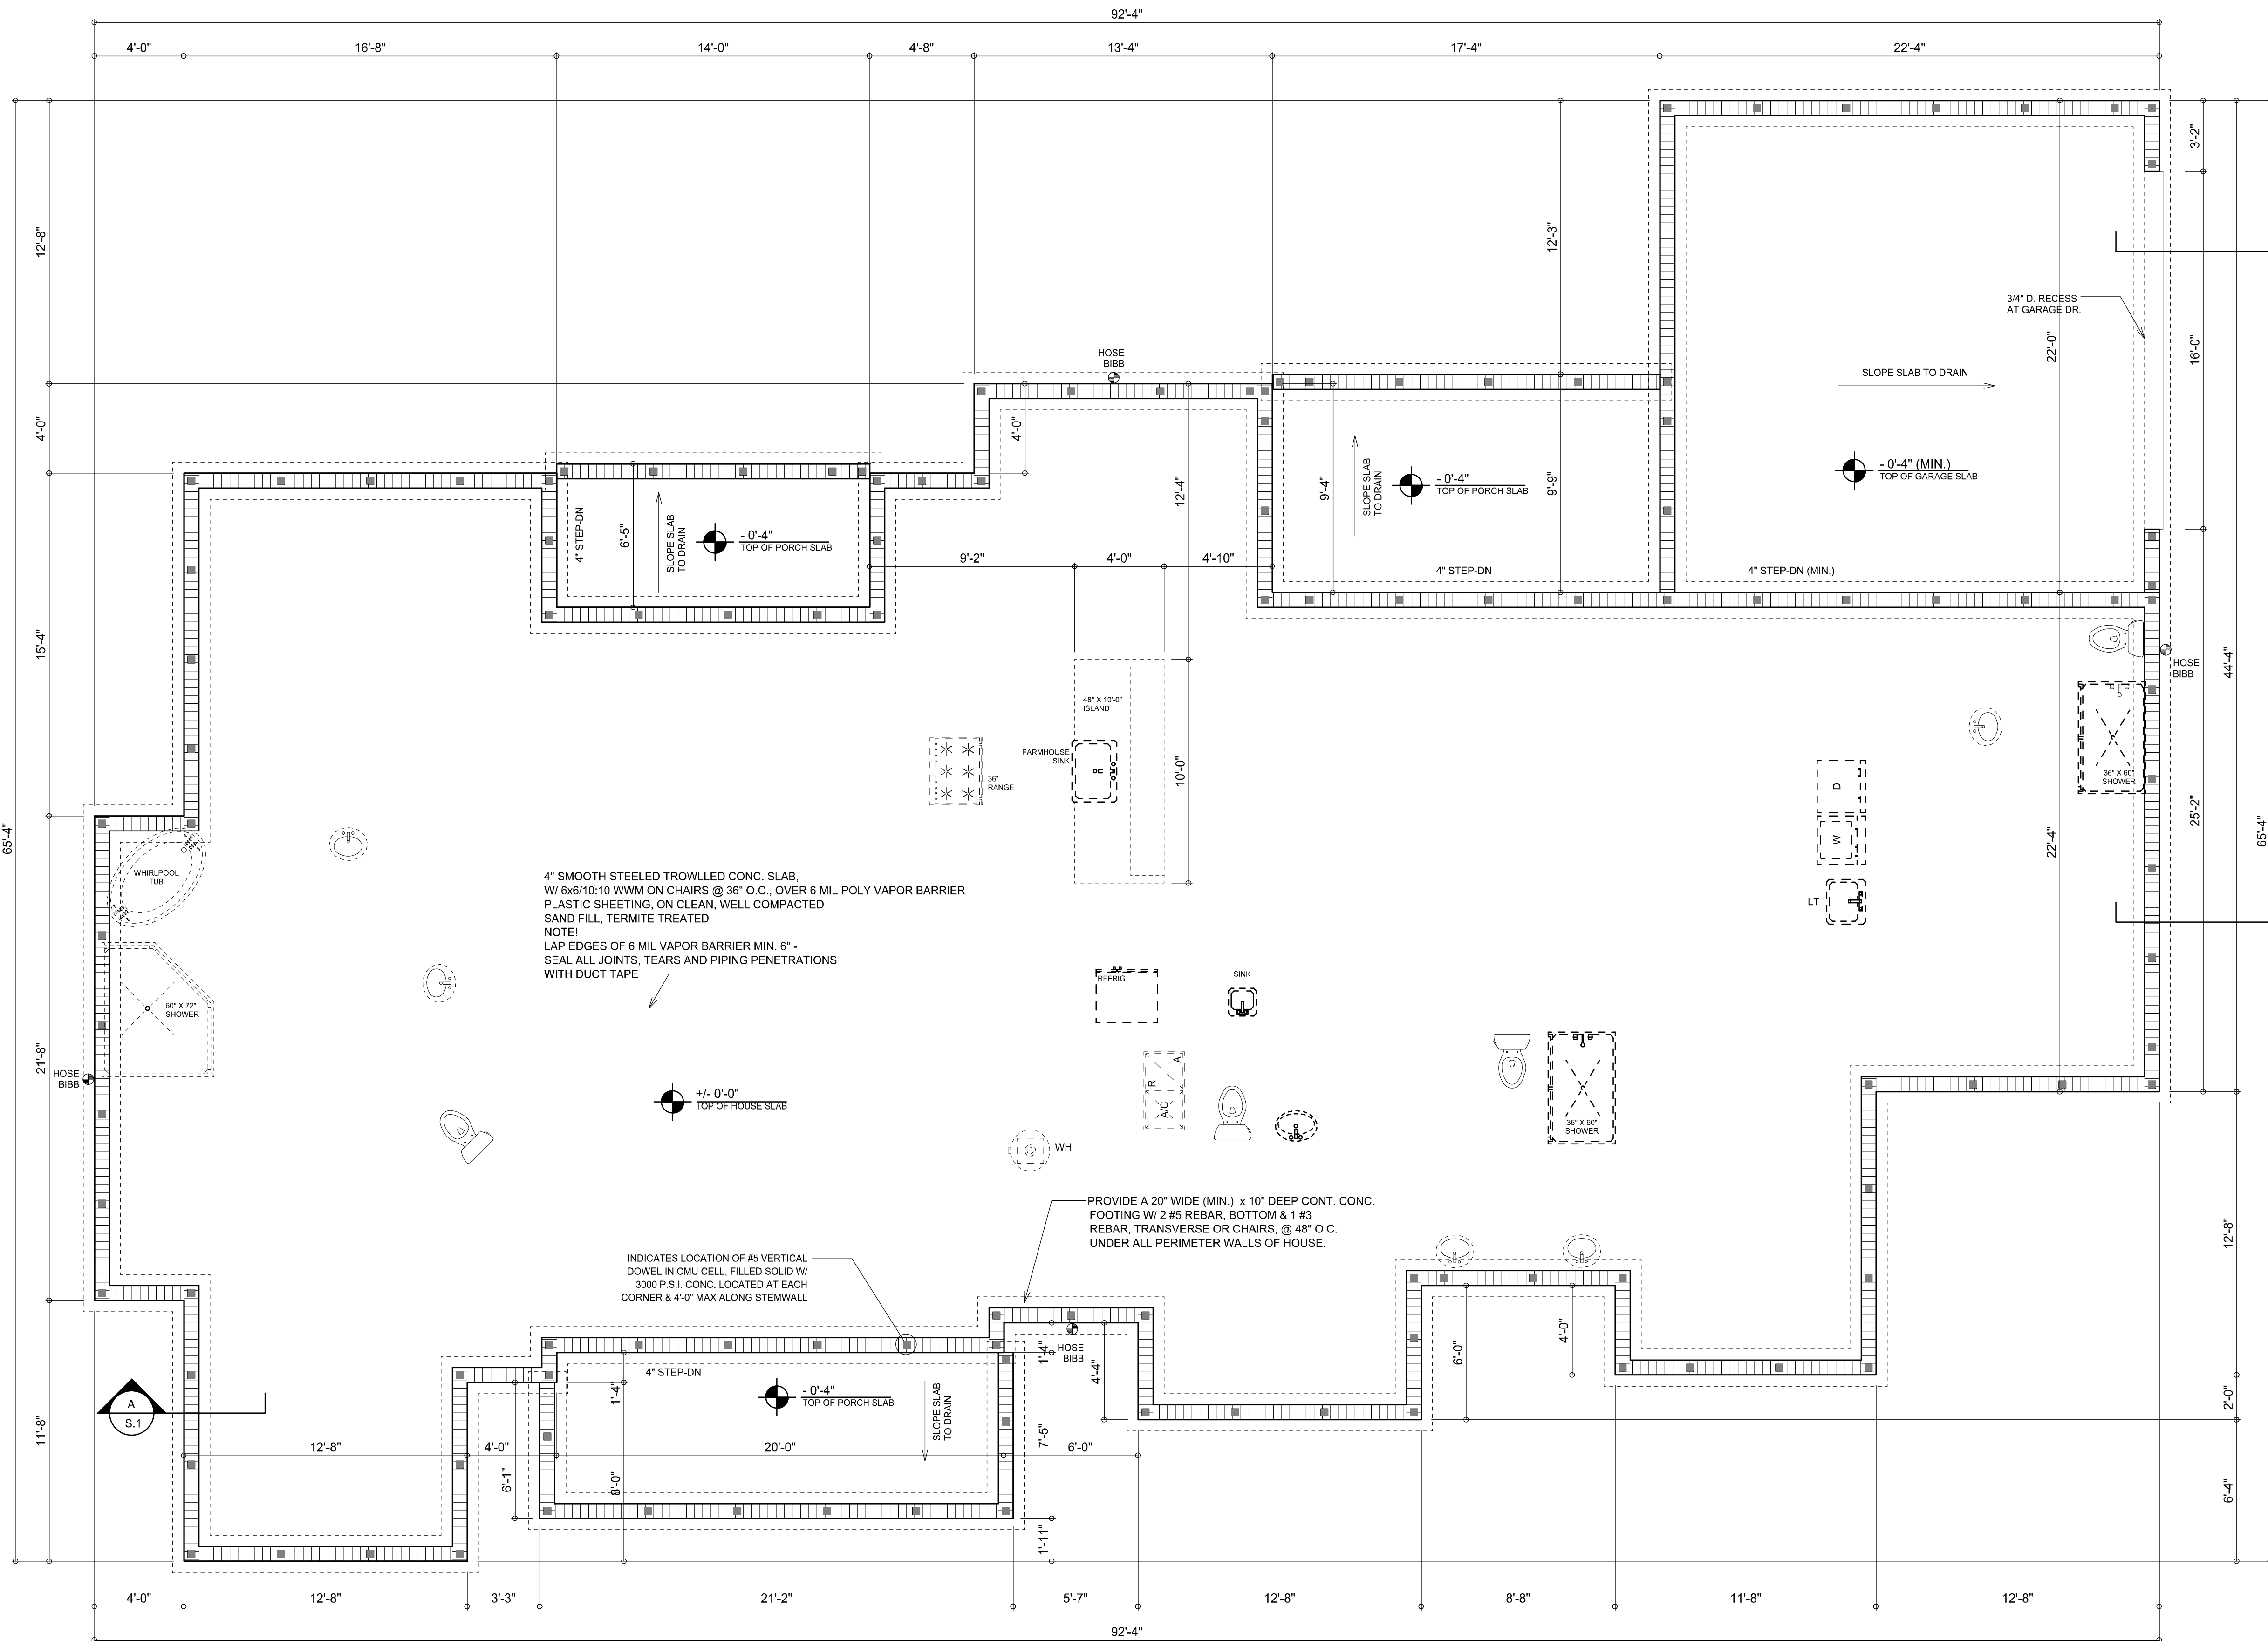 92'-4"
4'-0" 16'-8" 14'-0" 4'-8" 13'-4" 17'-4" 22'-4"
3'-2"
12'-8"
12'-3"
3/4" D. RECESS
AT GARAGE DR.
22'-0"
16'-0"
HOSE
BIBB
SLOPE SLAB TO DRAIN
4'-0"
4'-0"
- 0'-4" (MIN.)
TOP OF GARAGE SLAB
12'-4"
9'-4"
SLOPE SLAB
TO DRAIN
- 0'-4"
TOP OF PORCH SLAB
9'-9"
4" STEP-DN
6'-5"
SLOPE SLAB
TO DRAIN
- 0'-4"
TOP OF PORCH SLAB
9'-2" 4'-0" 4'-10"
4" STEP-DN
4" STEP-DN (MIN.)
15'-4"
44'-4"
HOSE
BIBB
48" X 10'-0"
ISLAND
FARMHOUSE
SINK
36"
RANGE
10'-0"
D
W
LT
36" X 60"
SHOWER
25'-2"
22'-4"
65'-4"
65'-4"
WHIRLPOOL
TUB
4" SMOOTH STEELED TROWLLED CONC. SLAB,
W/ 6x6/10:10 WWM ON CHAIRS @ 36" O.C., OVER 6 MIL POLY VAPOR BARRIER
PLASTIC SHEETING, ON CLEAN, WELL COMPACTED
SAND FILL, TERMITE TREATED
NOTE!
LAP EDGES OF 6 MIL VAPOR BARRIER MIN. 6" -
SEAL ALL JOINTS, TEARS AND PIPING PENETRATIONS
WITH DUCT TAPE
60" X 72"
SHOWER
REFRIG
SINK
21'-8"
HOSE
BIBB
+/- 0'-0"
TOP OF HOUSE SLAB
R
A
A/C
WH
36" X 60"
SHOWER
PROVIDE A 20" WIDE (MIN.) x 10" DEEP CONT. CONC.
FOOTING W/ 2 #5 REBAR, BOTTOM & 1 #3
REBAR, TRANSVERSE OR CHAIRS, @ 48" O.C.
UNDER ALL PERIMETER WALLS OF HOUSE.
12'-8"
INDICATES LOCATION OF #5 VERTICAL
DOWEL IN CMU CELL, FILLED SOLID W/
3000 P.S.I. CONC. LOCATED AT EACH
CORNER & 4'-0" MAX ALONG STEMWALL
HOSE
BIBB
1'-4"
4'-4"
6'-0"
4'-0"
A
S.1
4" STEP-DN
1'-4"
- 0'-4"
TOP OF PORCH SLAB
SLOPE SLAB
TO DRAIN
2'-0"
11'-8"
7'-5"
12'-8" 4'-0" 20'-0" 6'-0"
6'-1"
8'-0"
6'-4"
1'-11"
4'-0" 12'-8" 3'-3" 21'-2" 5'-7" 12'-8" 8'-8" 11'-8" 12'-8"
92'-4"